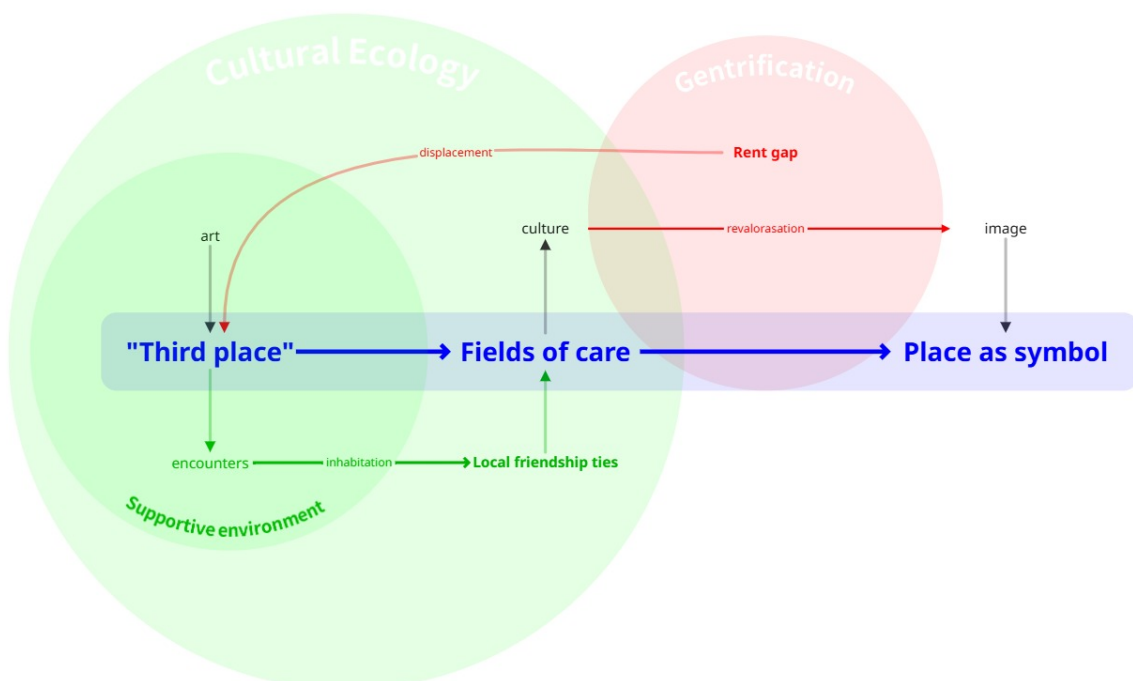 Cultural Ecology
Gentrification
displacement
Rent gap
art
culture
revalorasation
image
"Third place"
Fields of care
Place as symbol
encounters
inhabitation
Local friendship ties
Supportive environment